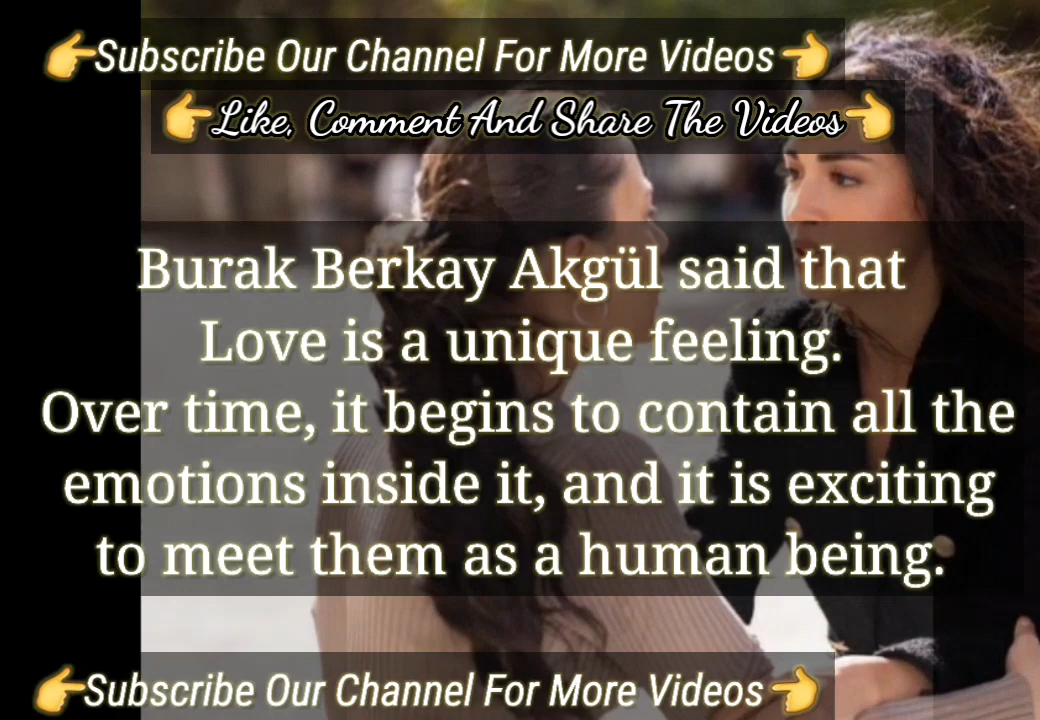 👉Subscribe Our Channel For More Videos👈
👉Like, Comment And Share The Videos👈
Burak Berkay Akgül said that
Love is a unique feeling.
Over time, it begins to contain all the
emotions inside it, and it is exciting
to meet them as a human being.
👉Subscribe Our Channel For More Videos👈